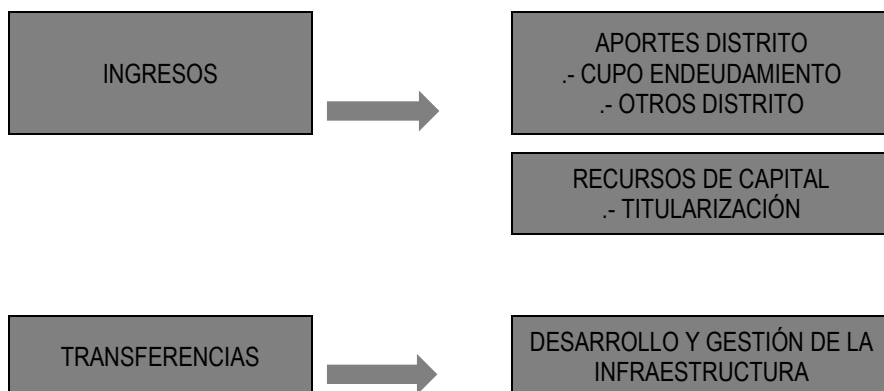 INGRESOS
APORTES DISTRITO
.- CUPO ENDEUDAMIENTO
.- OTROS DISTRITO
RECURSOS DE CAPITAL
.- TITULARIZACIÓN
TRANSFERENCIAS
DESARROLLO Y GESTIÓN DE LA
INFRAESTRUCTURA